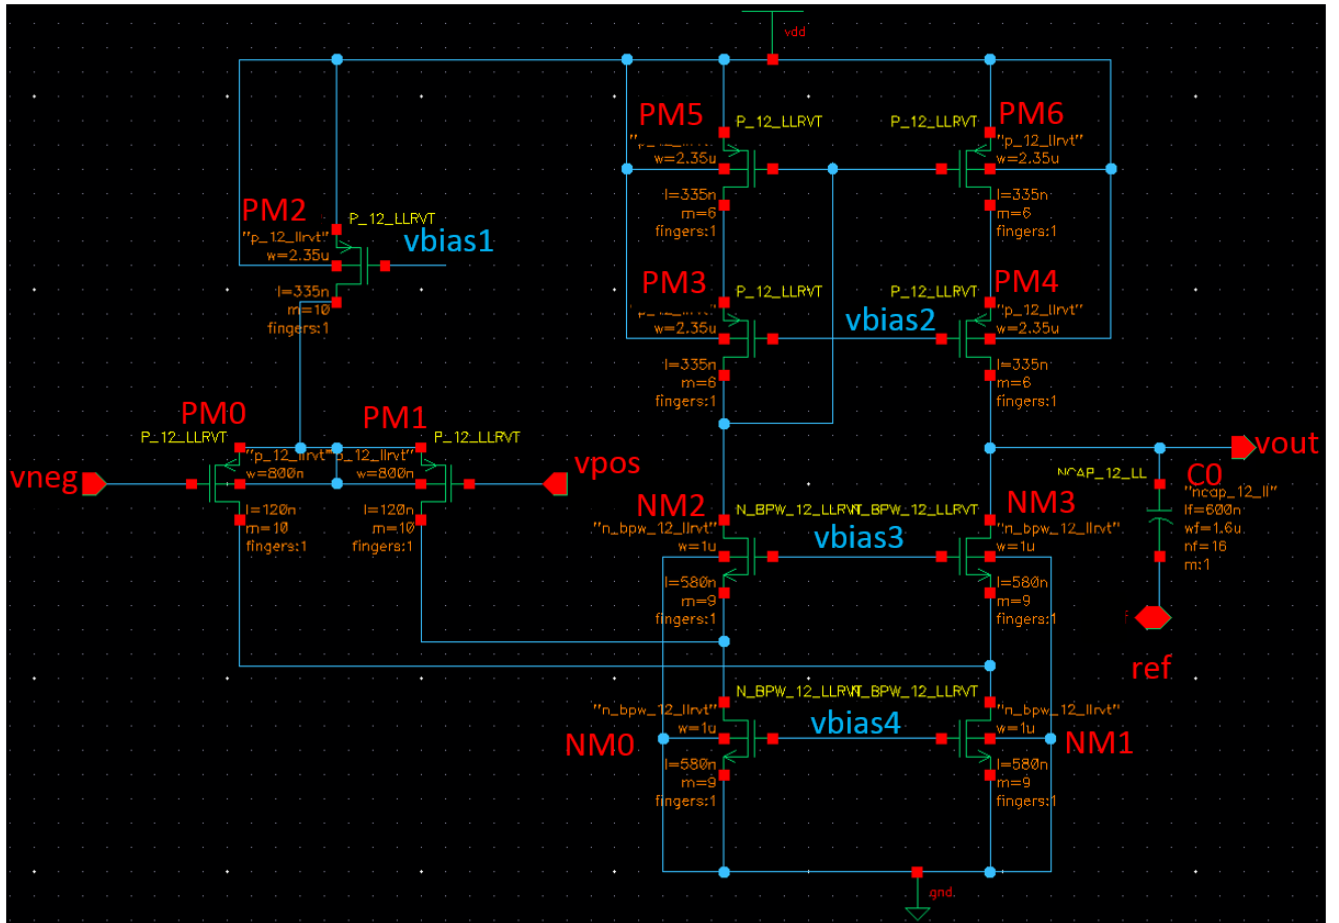 vdd
PM5
P_12_LLRVT
w=2.35u
l=335n
m=6
fingers:1
P_12_LLRVT
PM6
"p_12_llrvt"
w=2.35u
l=335n
m=6
fingers:1
PM2
P_12_LLRVT
"p_12_llrvt"
w=2.35u
vbias1
l=335n
m=10
fingers:1
PM3
P_12_LLRVT
w=2.35u
l=335n
m=6
fingers:1
vbias2
P_12_LLRVT
PM4
"p_12_llrvt"
w=2.35u
l=335n
m=6
fingers:1
PM0
P_12_LLRVT
"p_12_llrvt"
w=800n
l=120n
m=10
fingers:1
vneg
PM1
P_12_LLRVT
w=800n
l=120n
m=10
fingers:1
vpos
vout
NCAP_12_LL
C0
"ncap_12_ll"
lf=600n
wf=1.6u
nf=16
m:1
ref
NM2
N_BPW_12_LLRVT
"n_bpw_12_llrvt"
w=1u
l=580n
m=9
fingers:1
vbias3
NM3
N_BPW_12_LLRVT
"n_bpw_12_llrvt"
w=1u
l=580n
m=9
fingers:1
N_BPW_12_LLRVT
"n_bpw_12_llrvt"
w=1u
NM0
l=580n
m=9
fingers:1
vbias4
N_BPW_12_LLRVT
"n_bpw_12_llrvt"
w=1u
NM1
l=580n
m=9
fingers:1
gnd